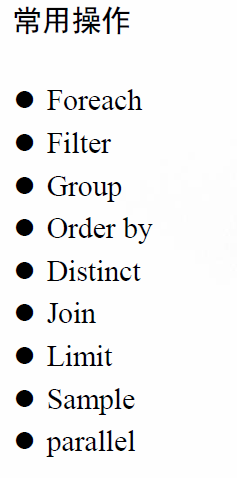 常用操作
● Foreach
● Filter
● Group
● Order by
● Distinct
● Join
● Limit
● Sample
● parallel